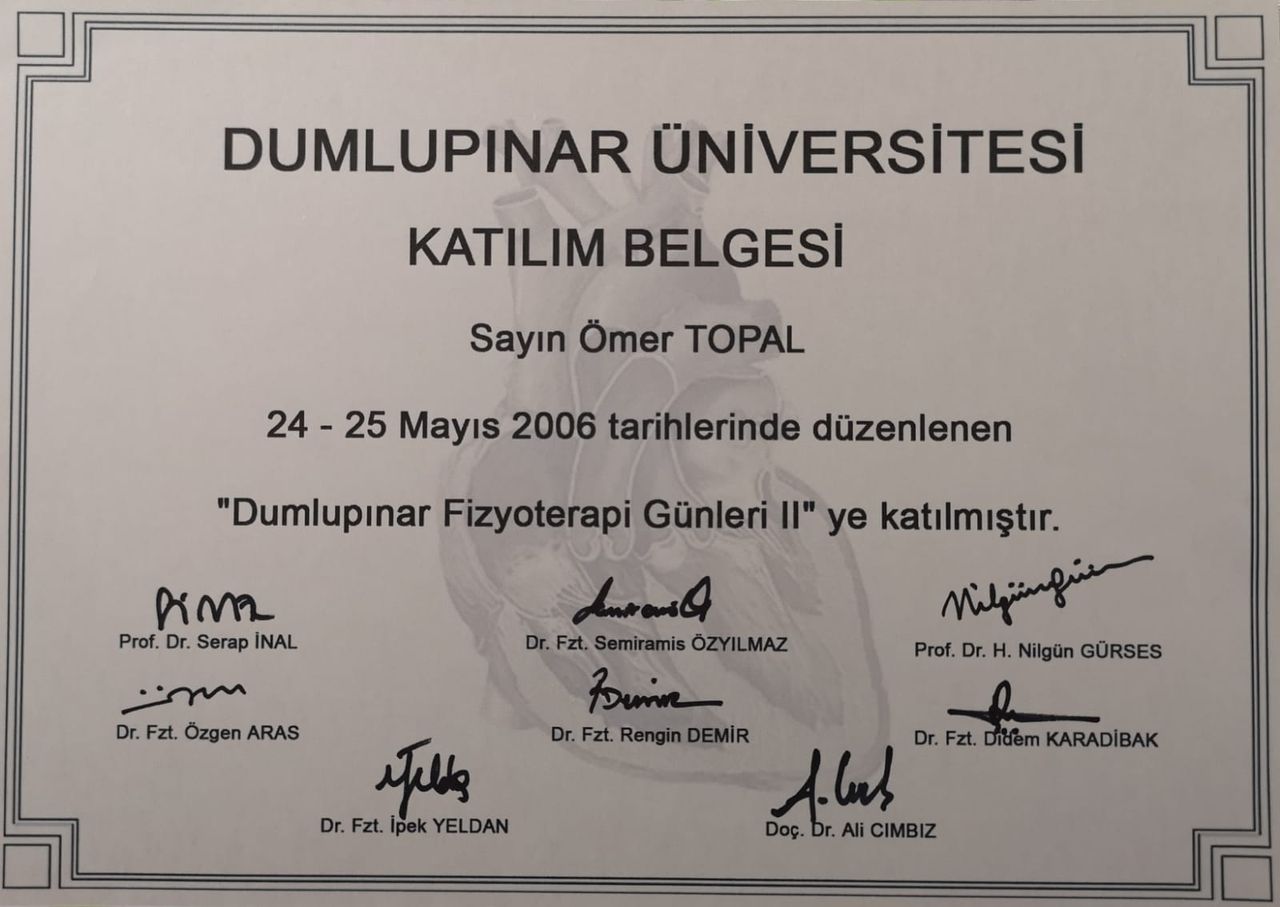 DUMLUPINAR ÜNİVERSİTESİ
KATILIM BELGESİ
Sayın Ömer TOPAL
24 - 25 Mayıs 2006 tarihlerinde düzenlenen
"Dumlupınar Fizyoterapi Günleri II" ye katılmıştır.
Prof. Dr. Serap İNAL
Dr. Fzt. Semiramis ÖZYILMAZ
Prof. Dr. H. Nilgün GÜRSES
Dr. Fzt. Özgen ARAS
Dr. Fzt. Rengin DEMİR
Dr. Fzt. Didem KARADİBAK
Dr. Fzt. İpek YELDAN
Doç. Dr. Ali CIMBIZ